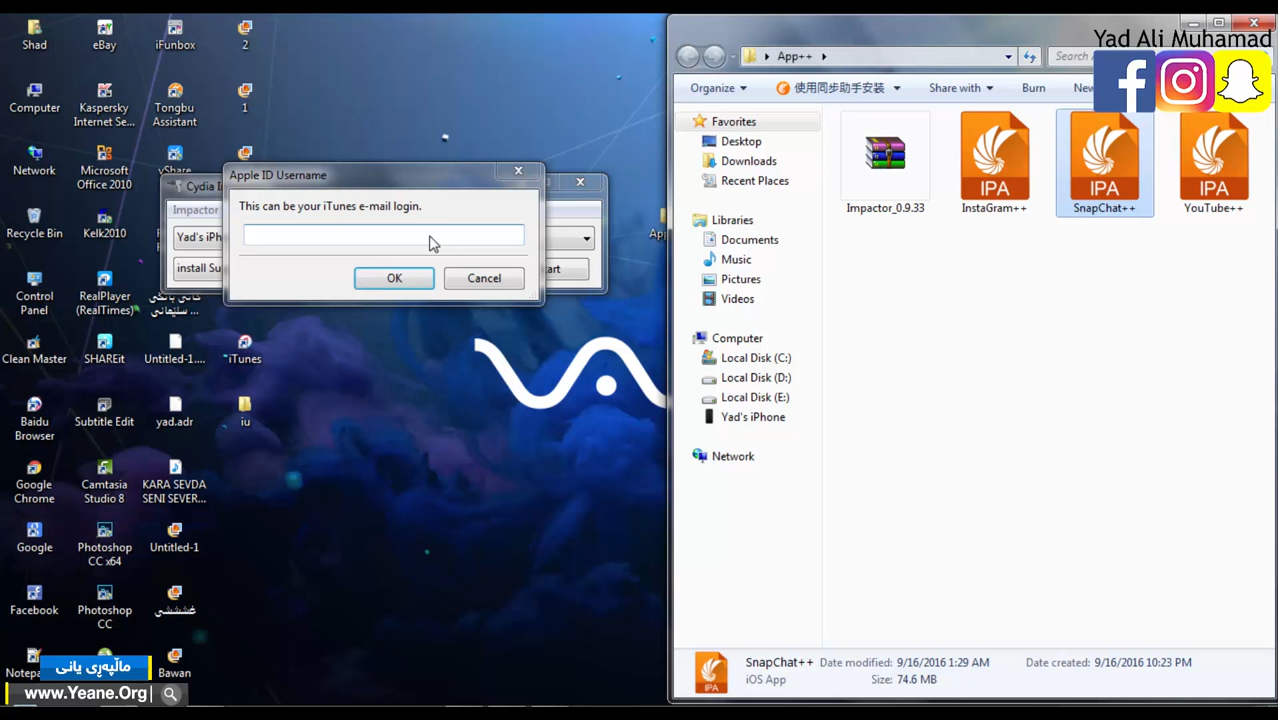 Shad
eBay
iFunbox
2
Computer
Kaspersky
Internet Se...
Tongbu
Assistant
1
Network
Microsoft
Office 2010
vShare
Recycle Bin
Kelk2010
Control
Panel
RealPlayer
(RealTimes)
Clean Master
SHAREit
Untitled-1....
iTunes
Baidu
Browser
Subtitle Edit
yad.adr
iu
Google
Chrome
Camtasia
Studio 8
KARA SEVDA
SENI SEVER...
Google
Photoshop
CC x64
Untitled-1
Facebook
Photoshop
CC
غشششی
Bawan
ماڵپەڕی یانی
www.Yeane.Org
Impactor
Yad's iPh
install Su
Apple ID Username
This can be your iTunes e-mail login.
OK
Cancel
Yad Ali Muhamad
App++
Organize
使用同步助手安装
Share with
Burn
Favorites
Desktop
Downloads
Recent Places
Libraries
Documents
Music
Pictures
Videos
Computer
Local Disk (C:)
Local Disk (D:)
Local Disk (E:)
Yad's iPhone
Network
Impactor_0.9.33
IPA
InstaGram++
IPA
SnapChat++
IPA
YouTube++
SnapChat++
Date modified: 9/16/2016 1:29 AM
Date created: 9/16/2016 10:23 PM
iOS App
Size: 74.6 MB